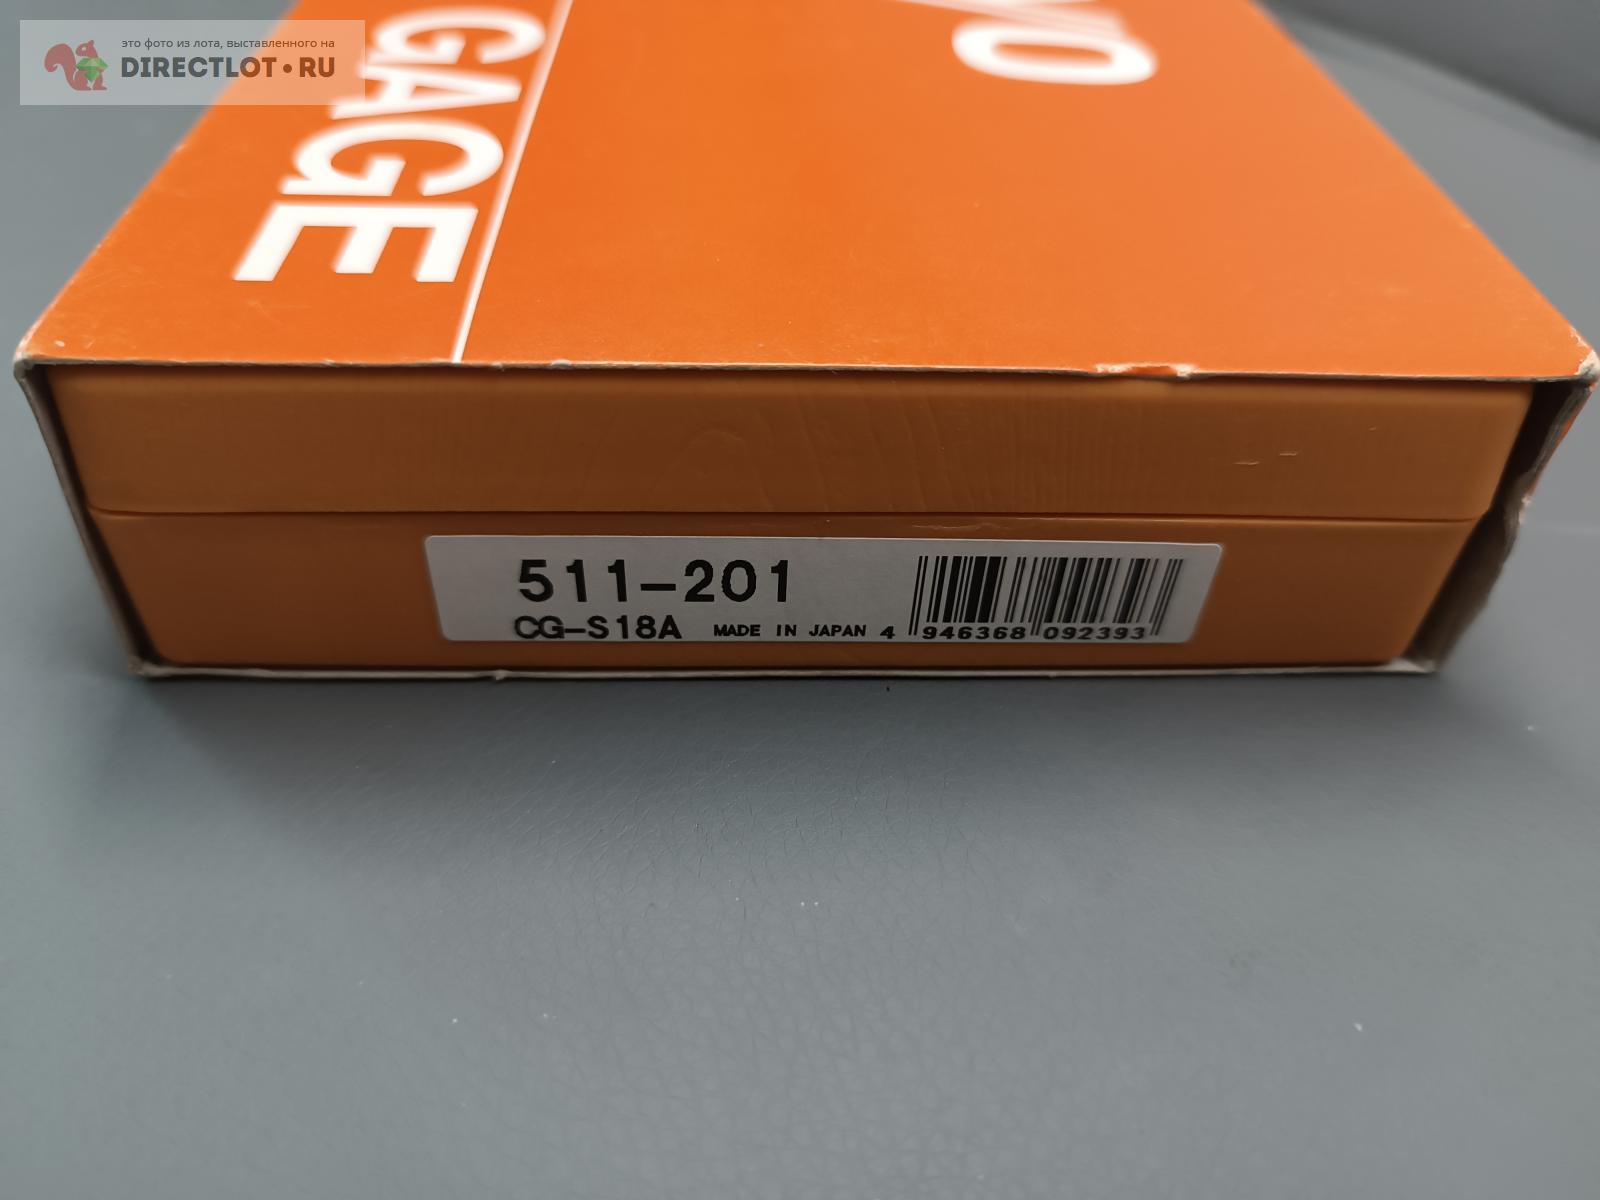 это фото из лота, выставленного на
DIRECTLOT•RU
GAGE
511-201
CG-S18A MADE IN JAPAN 4 946368 092393